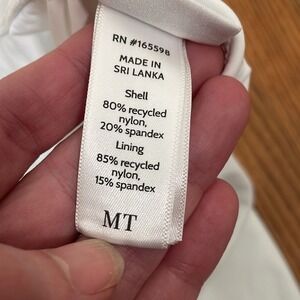 RN #165598
MADE IN
SRI LANKA
Shell
80% recycled
nylon,
20% spandex
Lining
85% recycled
nylon,
15% spandex
MT